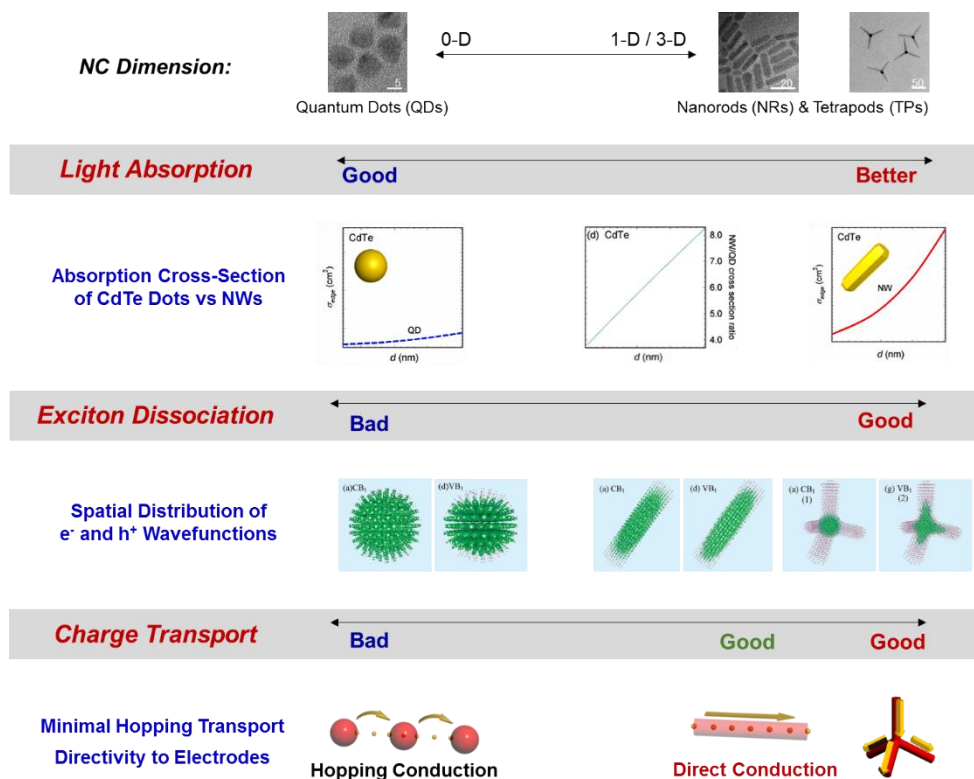 NC Dimension:
0-D
1-D / 3-D
5
20
50
Quantum Dots (QDs)
Nanorods (NRs) & Tetrapods (TPs)
Light Absorption
Good
Better
Absorption Cross-Section
of CdTe Dots vs NWs
CdTe
QD
σedge (cm2)
d (nm)
(d) CdTe
8.0
7.0
6.0
5.0
4.0
NW/QD cross section ratio
d (nm)
CdTe
NW
σedge (cm2)
d (nm)
Exciton Dissociation
Bad
Good
Spatial Distribution of
e- and h+ Wavefunctions
(a)CB1
(d)VB1
(a) CB1
(d) VB1
(a) CB1
(1)
(g) VB1
(2)
Charge Transport
Bad
Good
Good
Minimal Hopping Transport
Directivity to Electrodes
Hopping Conduction
Direct Conduction